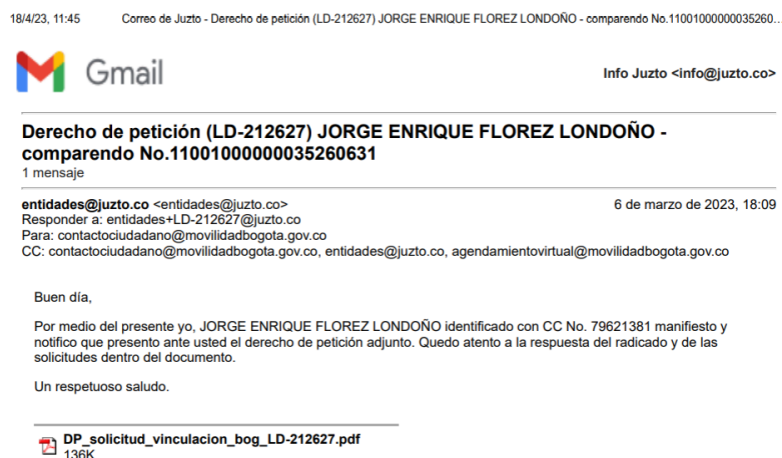 18/4/23, 11:45 Correo de Juzto - Derecho de petición (LD-212627) JORGE ENRIQUE FLOREZ LONDOÑO - comparendo No.11001000000035260...
Gmail
Info Juzto <info@juzto.co>
Derecho de petición (LD-212627) JORGE ENRIQUE FLOREZ LONDOÑO -
comparendo No.11001000000035260631
1 mensaje
entidades@juzto.co <entidades@juzto.co> 6 de marzo de 2023, 18:09
Responder a: entidades+LD-212627@juzto.co
Para: contactociudadano@movilidadbogota.gov.co
CC: contactociudadano@movilidadbogota.gov.co, entidades@juzto.co, agendamientovirtual@movilidadbogota.gov.co
Buen día,
Por medio del presente yo, JORGE ENRIQUE FLOREZ LONDOÑO identificado con CC No. 79621381 manifiesto y
notifico que presento ante usted el derecho de petición adjunto. Quedo atento a la respuesta del radicado y de las
solicitudes dentro del documento.
Un respetuoso saludo.
DP_solicitud_vinculacion_bog_LD-212627.pdf
136K